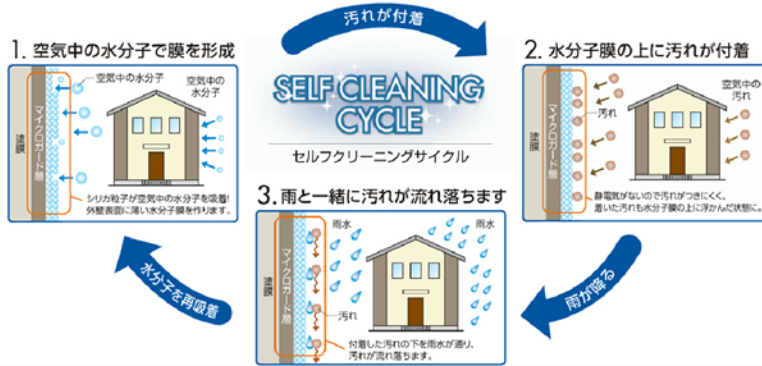 汚れが付着
1. 空気中の水分子で膜を形成
空気中の水分子
空気中の
水分子
塗膜
マイクロガード層
シリカ粒子が空気中の水分子を吸着!
外壁表面に薄い水分子膜を作ります。
SELF CLEANING
CYCLE
セルフクリーニングサイクル
2. 水分子膜の上に汚れが付着
空気中の
汚れ
汚れ
塗膜
マイクロガード層
静電気がないので汚れがつきにくく、
着いた汚れも水分子膜の上に浮かんだ状態に。
雨が降る
3. 雨と一緒に汚れが流れ落ちます
雨水
雨水
塗膜
マイクロガード層
汚れ
付着した汚れの下を雨水が通り、
汚れが流れ落ちます。
水分子を再吸着